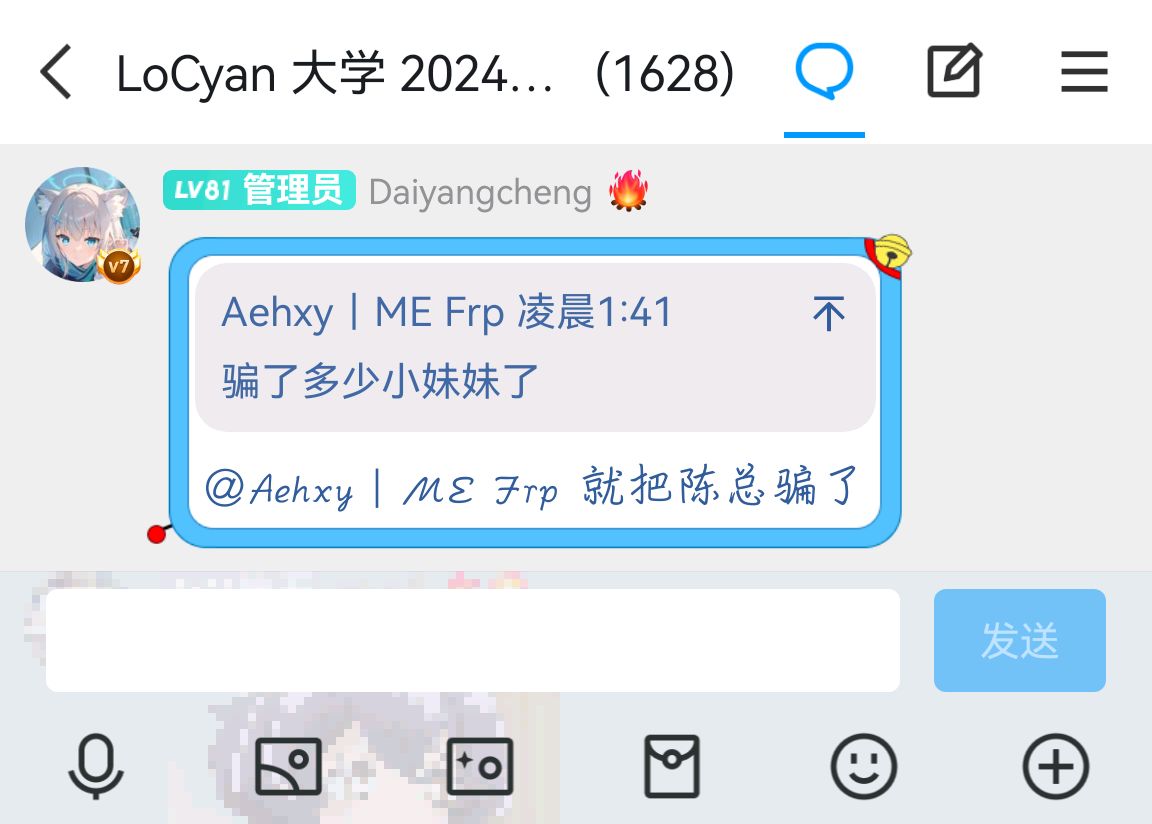 LoCyan 大学 2024... (1628)
LV81 管理员 Daiyangcheng
V7
Aehxy｜ME Frp 凌晨1:41
骗了多少小妹妹了
@Aehxy｜ME Frp 就把陈总骗了
发送